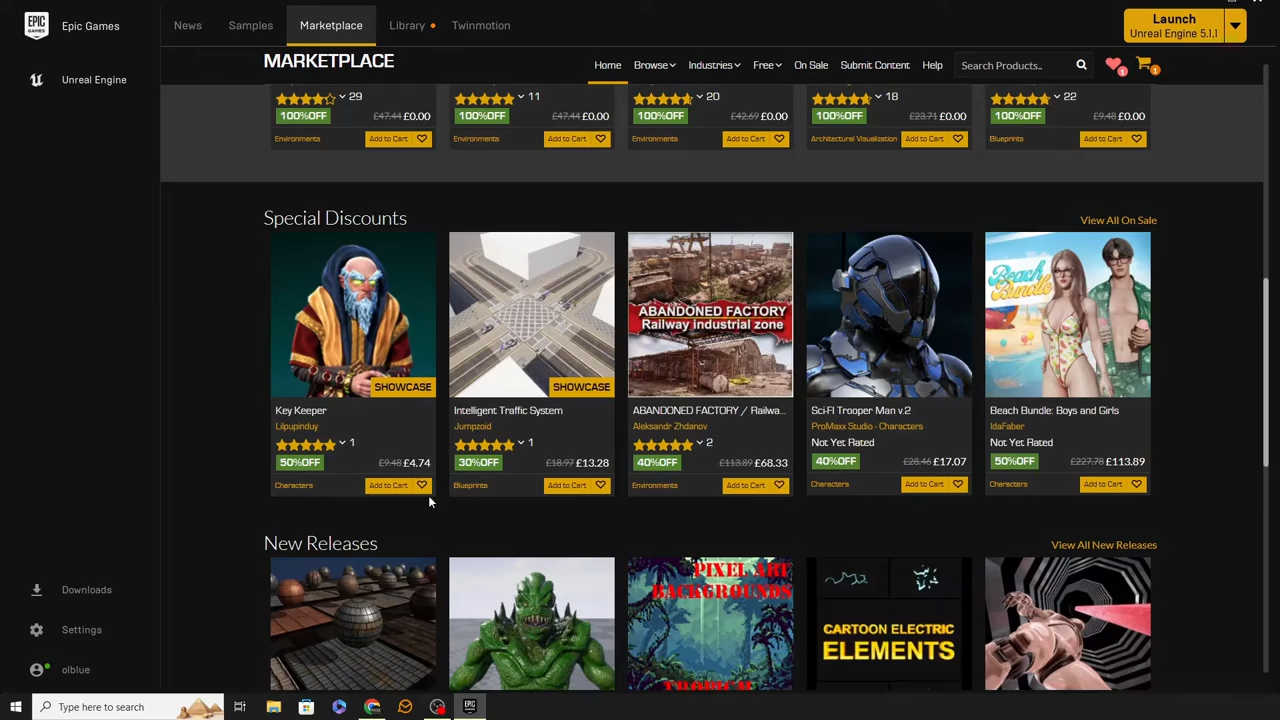 EPIC GAMES
Epic Games
News
Samples
Marketplace
Library
Twinmotion
Launch
Unreal Engine 5.1.1
MARKETPLACE
Home
Browse
Industries
Free
On Sale
Submit Content
Help
Search Products...
1
1
Unreal Engine
29
11
20
18
22
100%OFF £47.44 £0.00
100%OFF £47.44 £0.00
100%OFF £42.69 £0.00
100%OFF £23.71 £0.00
100%OFF £9.48 £0.00
Environments Add to Cart
Environments Add to Cart
Environments Add to Cart
Architectural Visualization Add to Cart
Blueprints Add to Cart
Special Discounts
View All On Sale
SHOWCASE
Key Keeper
Lilpupinduy
1
50%OFF £9.48 £4.74
Characters Add to Cart
SHOWCASE
Intelligent Traffic System
Jumpzoid
1
30%OFF £18.97 £13.28
Blueprints Add to Cart
ABANDONED FACTORY
Railway industrial zone
ABANDONED FACTORY / Railwa...
Aleksandr Zhdanov
2
40%OFF £113.89 £68.33
Environments Add to Cart
Sci-FI Trooper Man v.2
ProMaxx Studio - Characters
Not Yet Rated
40%OFF £28.46 £17.07
Characters Add to Cart
Beach
Bundle
Beach Bundle: Boys and Girls
IdaFaber
Not Yet Rated
50%OFF £227.78 £113.89
Characters Add to Cart
New Releases
View All New Releases
PIXEL ART
BACKGROUNDS
TROPICAL
CARTOON ELECTRIC
ELEMENTS
Downloads
Settings
olblue
Type here to search
EPIC GAMES